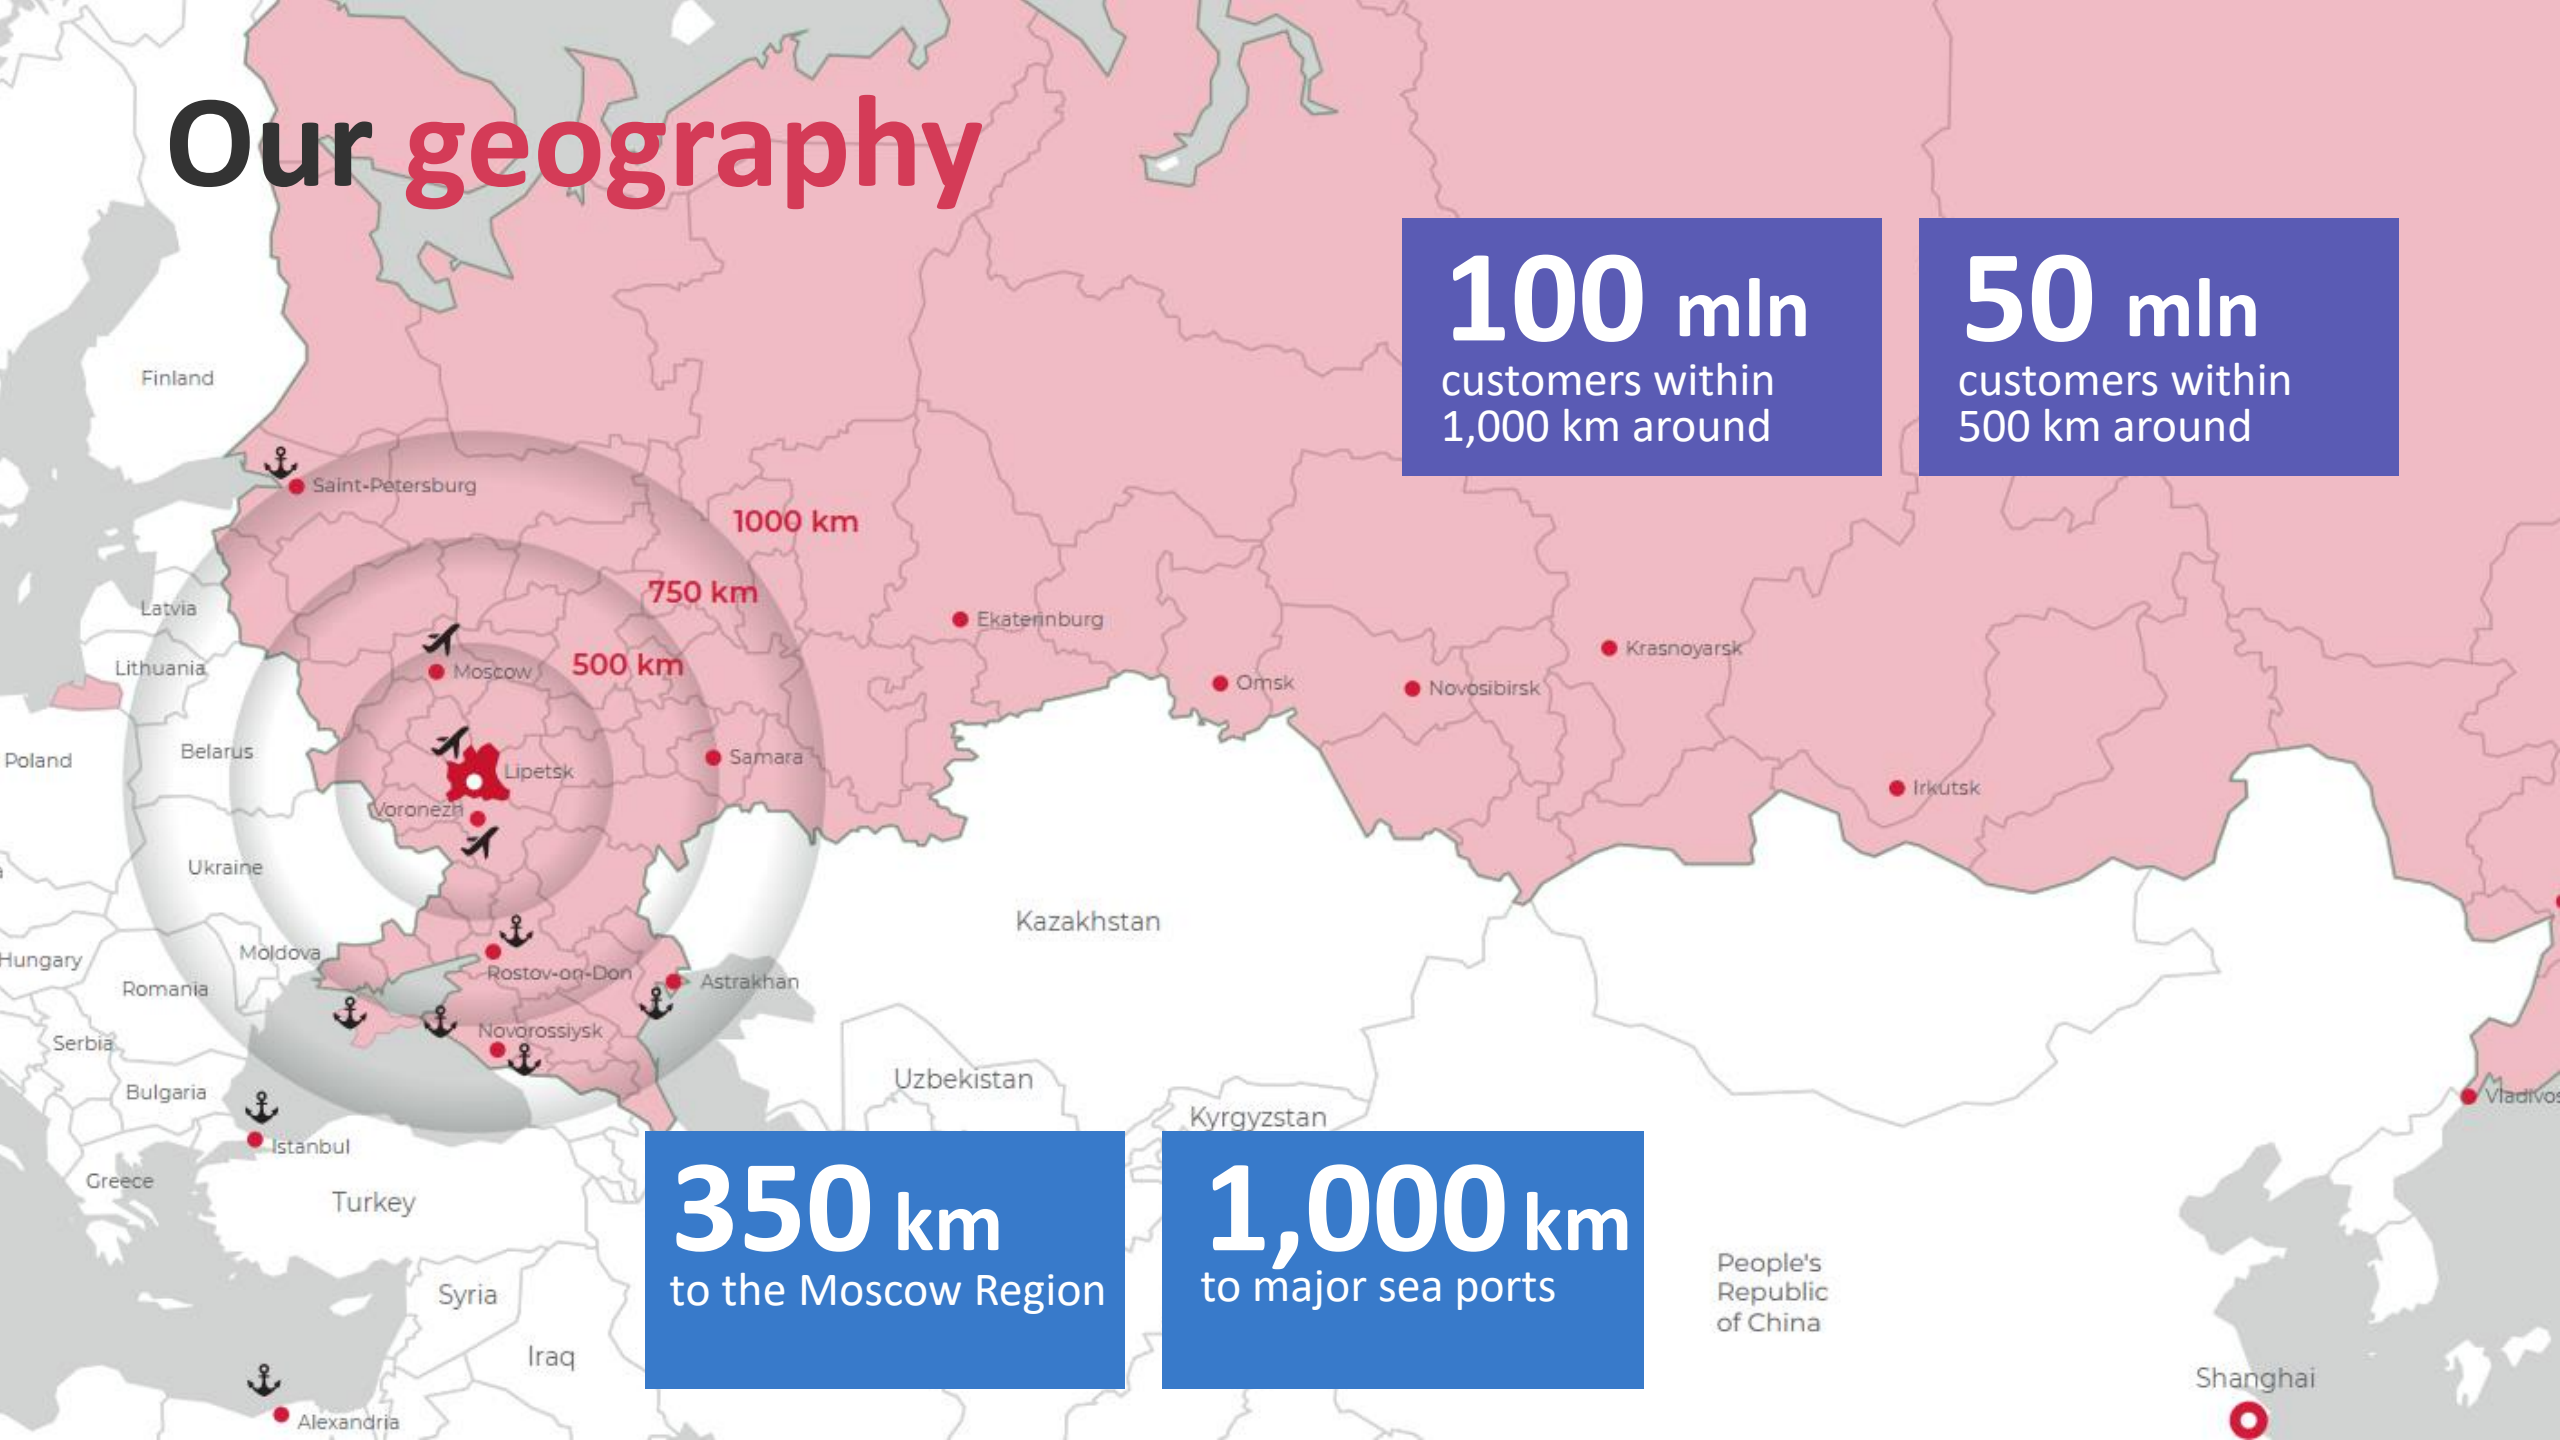 Our geography
100 mln
customers within
1,000 km around
50 mln
customers within
500 km around
Finland
Saint-Petersburg
1000 km
750 km
Latvia
Ekaterinburg
Krasnoyarsk
Lithuania
Moscow
500 km
Omsk
Novosibirsk
Poland
Belarus
Samara
Lipetsk
Irkutsk
Voronezh
Ukraine
Kazakhstan
Moldova
Hungary
Rostov-on-Don
Astrakhan
Romania
Novorossiysk
Serbia
Uzbekistan
Bulgaria
Vladivos
Kyrgyzstan
Istanbul
Greece
Turkey
350 km
to the Moscow Region
1,000 km
to major sea ports
Syria
People's
Republic
of China
Iraq
Shanghai
Alexandria